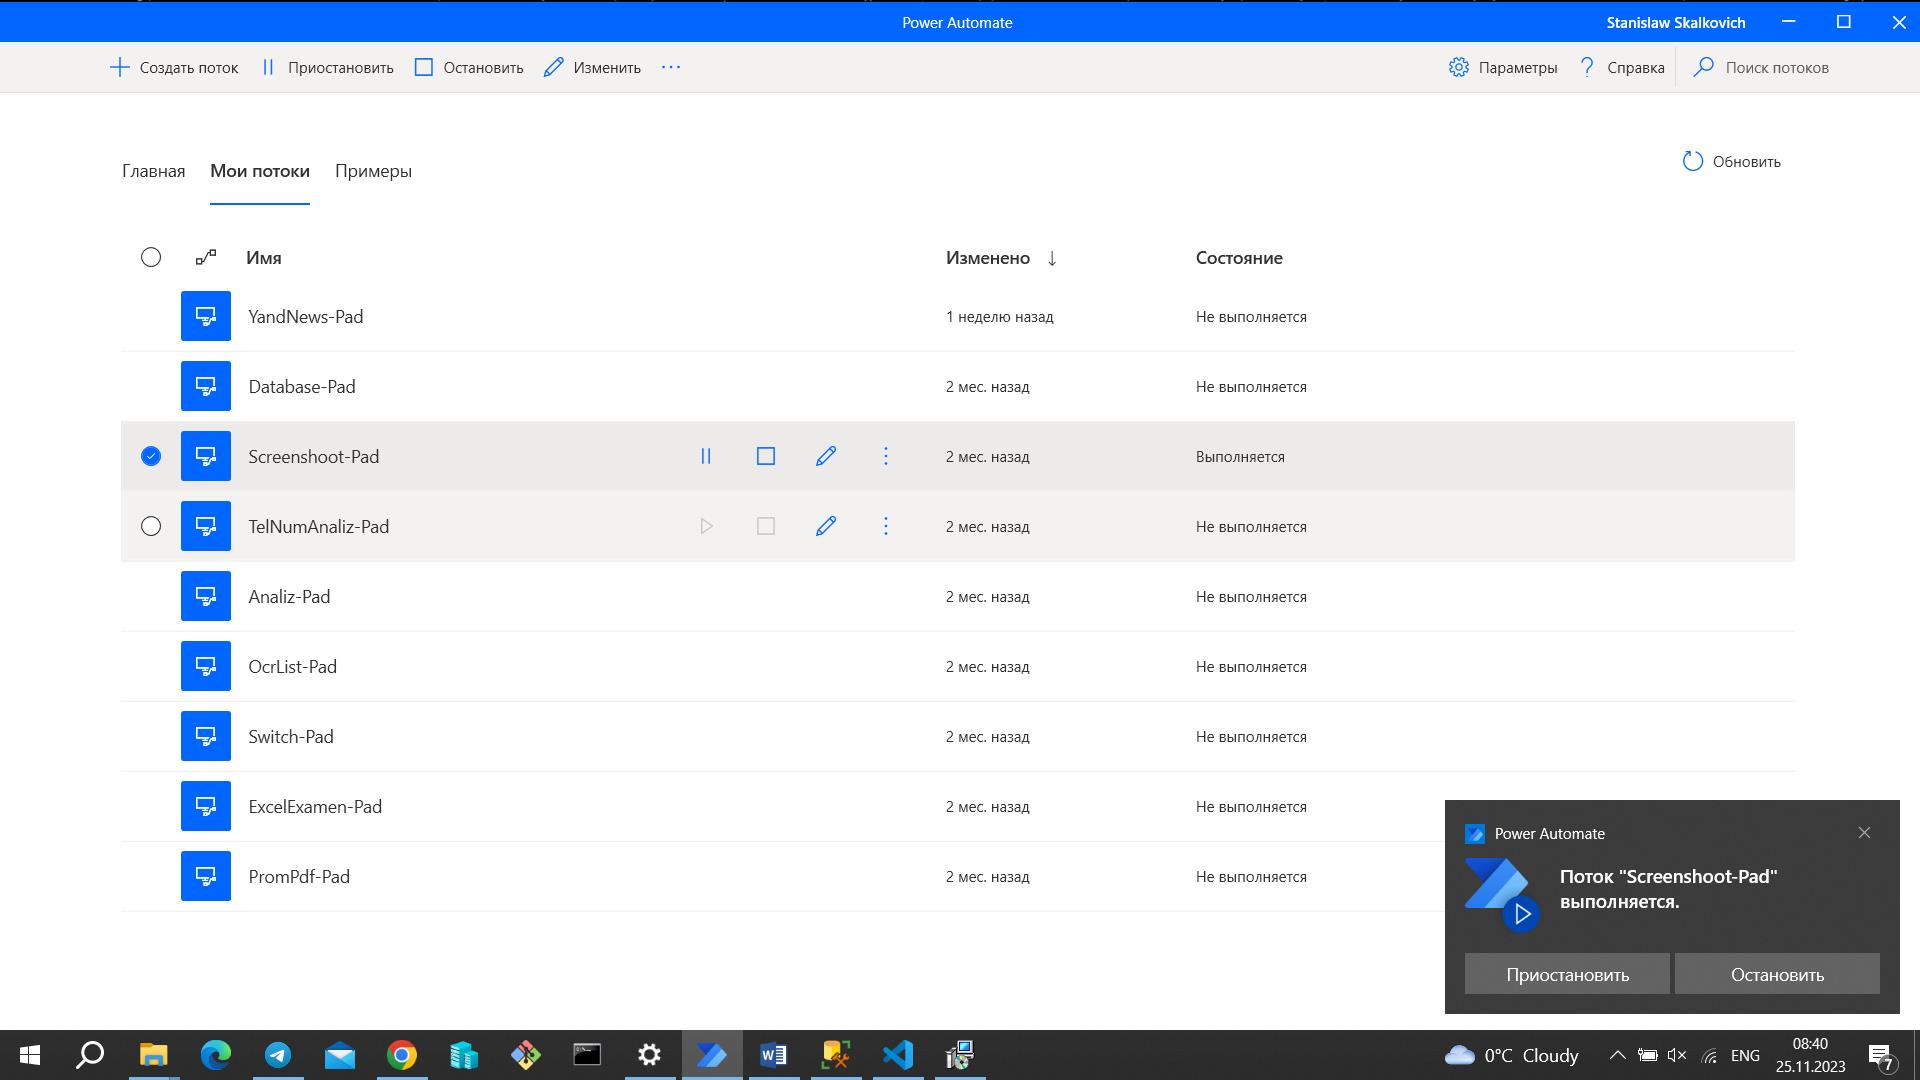 Power Automate
Stanislaw Skalkovich
Создать поток
Приостановить
Остановить
Изменить
Параметры
Справка
Поиск потоков
Главная
Мои потоки
Примеры
Обновить
Имя
Изменено
Состояние
YandNews-Pad
1 неделю назад
Не выполняется
Database-Pad
2 мес. назад
Не выполняется
Screenshoot-Pad
2 мес. назад
Выполняется
TelNumAnaliz-Pad
2 мес. назад
Не выполняется
Analiz-Pad
2 мес. назад
Не выполняется
OcrList-Pad
2 мес. назад
Не выполняется
Switch-Pad
2 мес. назад
Не выполняется
ExcelExamen-Pad
2 мес. назад
Не выполняется
PromPdf-Pad
2 мес. назад
Не выполняется
Power Automate
Поток "Screenshoot-Pad"
выполняется.
Приостановить
Остановить
0°C Cloudy
ENG
08:40
25.11.2023
7